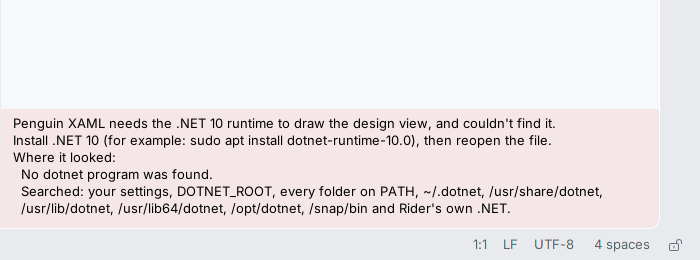 Penguin XAML needs the .NET 10 runtime to draw the design view, and couldn't find it.
Install .NET 10 (for example: sudo apt install dotnet-runtime-10.0), then reopen the file.
Where it looked:
No dotnet program was found.
Searched: your settings, DOTNET_ROOT, every folder on PATH, ~/.dotnet, /usr/share/dotnet,
/usr/lib/dotnet, /usr/lib64/dotnet, /opt/dotnet, /snap/bin and Rider's own .NET.
1:1 LF UTF-8 4 spaces